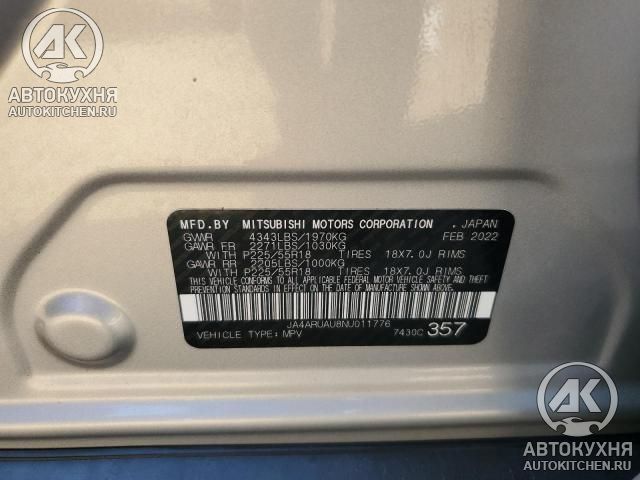 AK
АВТОКУХНЯ
AUTOKITCHEN.RU
MFD.BY MITSUBISHI MOTORS CORPORATION . JAPAN
GVWR 4343LBS/1970KG FEB 2022
GAWR FR 2271LBS/1030KG
WITH P225/55R18 TIRES 18X7.0J RIMS
GAWR RR 2205LBS/1000KG
WITH P225/55R18 TIRES 18X7.0J RIMS
THIS VEHICLE CONFORMS TO ALL APPLICABLE FEDERAL MOTOR VEHICLE
SAFETY, BUMPER, AND THEFT PREVENTION STANDARDS IN EFFECT ON
THE DATE OF MANUFACTURE SHOWN ABOVE.
JA4ARUAU8NU011776
VEHICLE TYPE: MPV 7430C 357
AK
АВТОКУХНЯ
AUTOKITCHEN.RU